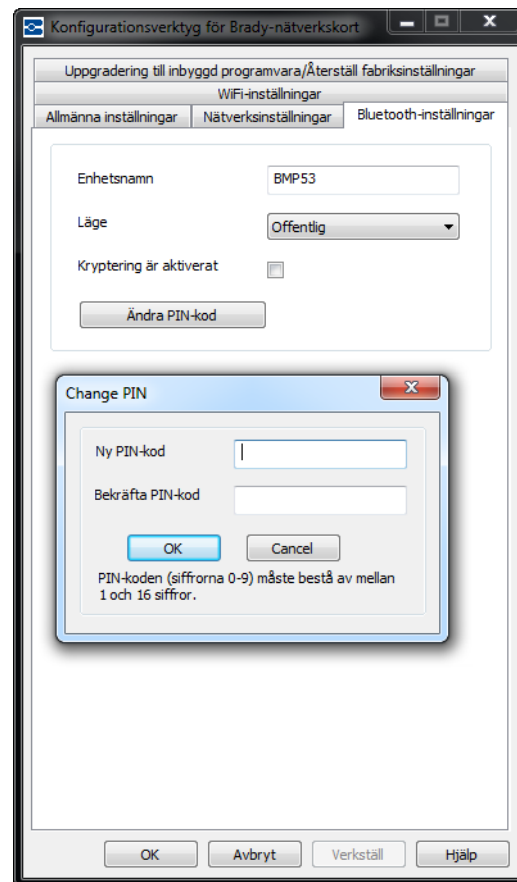 Konfigurationsverktyg för Brady-nätverkskort
Uppgradering till inbyggd programvara/Återställ fabriksinställningar
WiFi-inställningar
Allmänna inställningar Nätverksinställningar Bluetooth-inställningar
Enhetsnamn BMP53
Läge Offentlig
Kryptering är aktiverat
Ändra PIN-kod
Change PIN
Ny PIN-kod
Bekräfta PIN-kod
OK Cancel
PIN-koden (siffrorna 0-9) måste bestå av mellan
1 och 16 siffror.
OK Avbryt Verkställ Hjälp